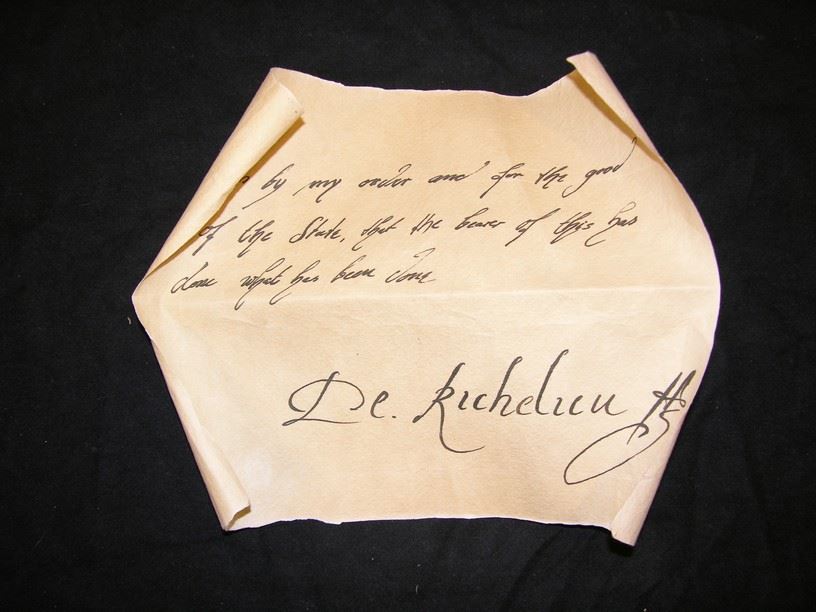 by my order and for the good
of the State, that the bearer of this has
done what has been done
De. Richelieu